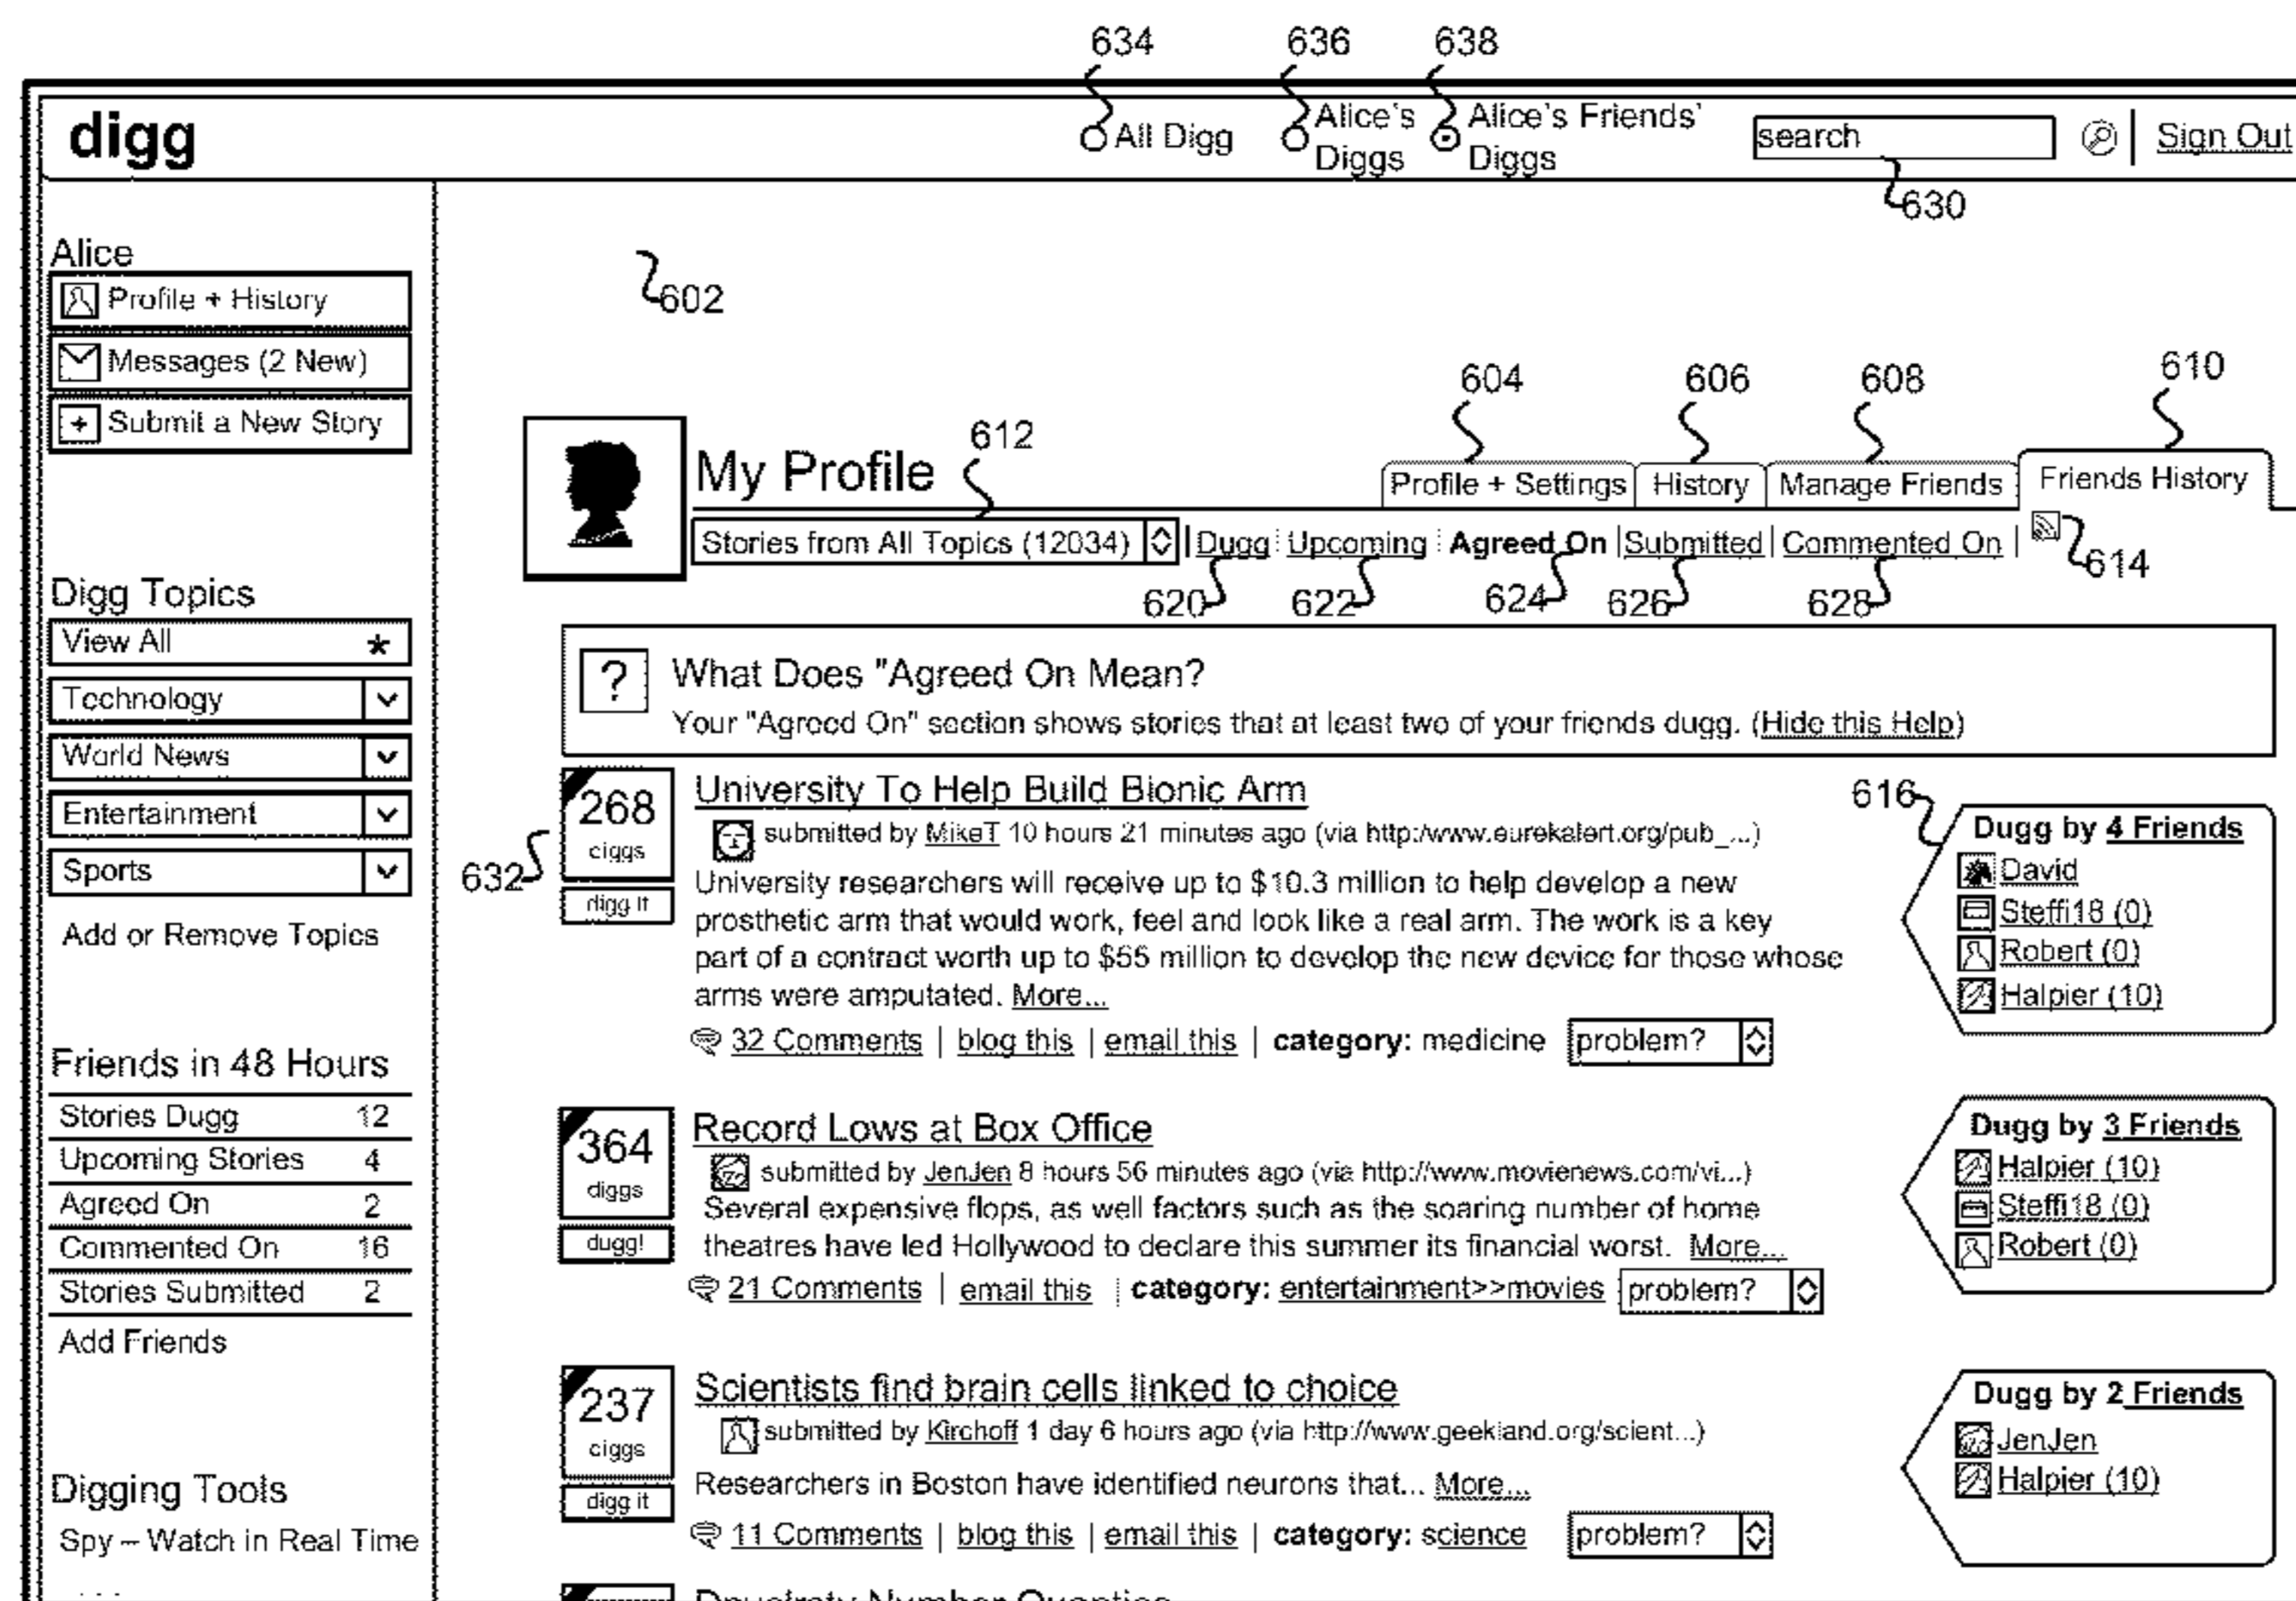 634 636 638
digg
All Digg
Alice's Diggs
Alice's Friends' Diggs
search
Sign Out
630
Alice
Profile + History
Messages (2 New)
Submit a New Story
602
604 606 608 610
612
My Profile
Profile + Settings
History
Manage Friends
Friends History
Stories from All Topics (12034)
Dugg
Upcoming
Agreed On
Submitted
Commented On
614
620 622 624 626 628
Digg Topics
View All *
Technology
World News
Entertainment
Sports
Add or Remove Topics
Friends in 48 Hours
Stories Dugg 12
Upcoming Stories 4
Agreed On 2
Commented On 16
Stories Submitted 2
Add Friends
Digging Tools
Spy – Watch in Real Time
? What Does "Agreed On Mean?
Your "Agreed On" section shows stories that at least two of your friends dugg. (Hide this Help)
632
268
diggs
digg it
University To Help Build Bionic Arm
submitted by MikeT 10 hours 21 minutes ago (via http:/www.eurekalert.org/pub_...)
University researchers will receive up to $10.3 million to help develop a new
prosthetic arm that would work, feel and look like a real arm. The work is a key
part of a contract worth up to $55 million to develop the new device for those whose
arms were amputated. More...
32 Comments | blog this | email this | category: medicine problem?
616
Dugg by 4 Friends
David
Steffi18 (0)
Robert (0)
Halpier (10)
364
diggs
dugg!
Record Lows at Box Office
submitted by JenJen 8 hours 56 minutes ago (via http://www.movienews.com/vi...)
Several expensive flops, as well factors such as the soaring number of home
theatres have led Hollywood to declare this summer its financial worst. More...
21 Comments | email this | category: entertainment>>movies problem?
Dugg by 3 Friends
Halpier (10)
Steffi18 (0)
Robert (0)
237
diggs
digg it
Scientists find brain cells linked to choice
submitted by Kirchoff 1 day 6 hours ago (via http://www.geekland.org/scient...)
Researchers in Boston have identified neurons that... More...
11 Comments | blog this | email this | category: science problem?
Dugg by 2 Friends
JenJen
Halpier (10)